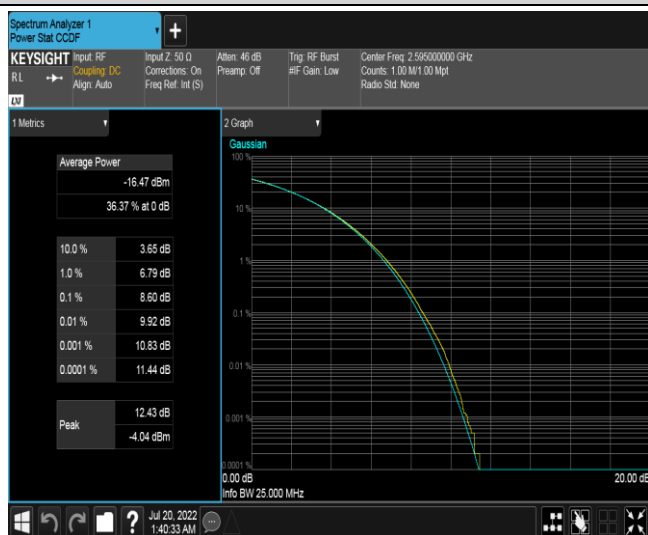 Spectrum Analyzer 1
Power Stat CCDF
+
KEYSIGHT
RL
LXI
Input: RF
Coupling: DC
Align: Auto
Input Z: 50 Ω
Corrections: On
Freq Ref: Int (S)
Atten: 46 dB
Preamp: Off
Trig: RF Burst
#IF Gain: Low
Center Freq: 2.595000000 GHz
Counts: 1.00 M/1.00 Mpt
Radio Std: None
1 Metrics
Average Power
-16.47 dBm
36.37 % at 0 dB
10.0 % 3.65 dB
1.0 % 6.79 dB
0.1 % 8.60 dB
0.01 % 9.92 dB
0.001 % 10.83 dB
0.0001 % 11.44 dB
Peak
12.43 dB
-4.04 dBm
2 Graph
Gaussian
100 %
10 %
1 %
0.1 %
0.01 %
0.001 %
0.0001 %
0.00 dB 20.00 dB
Info BW 25.000 MHz
?
Jul 20, 2022
1:40:33 AM